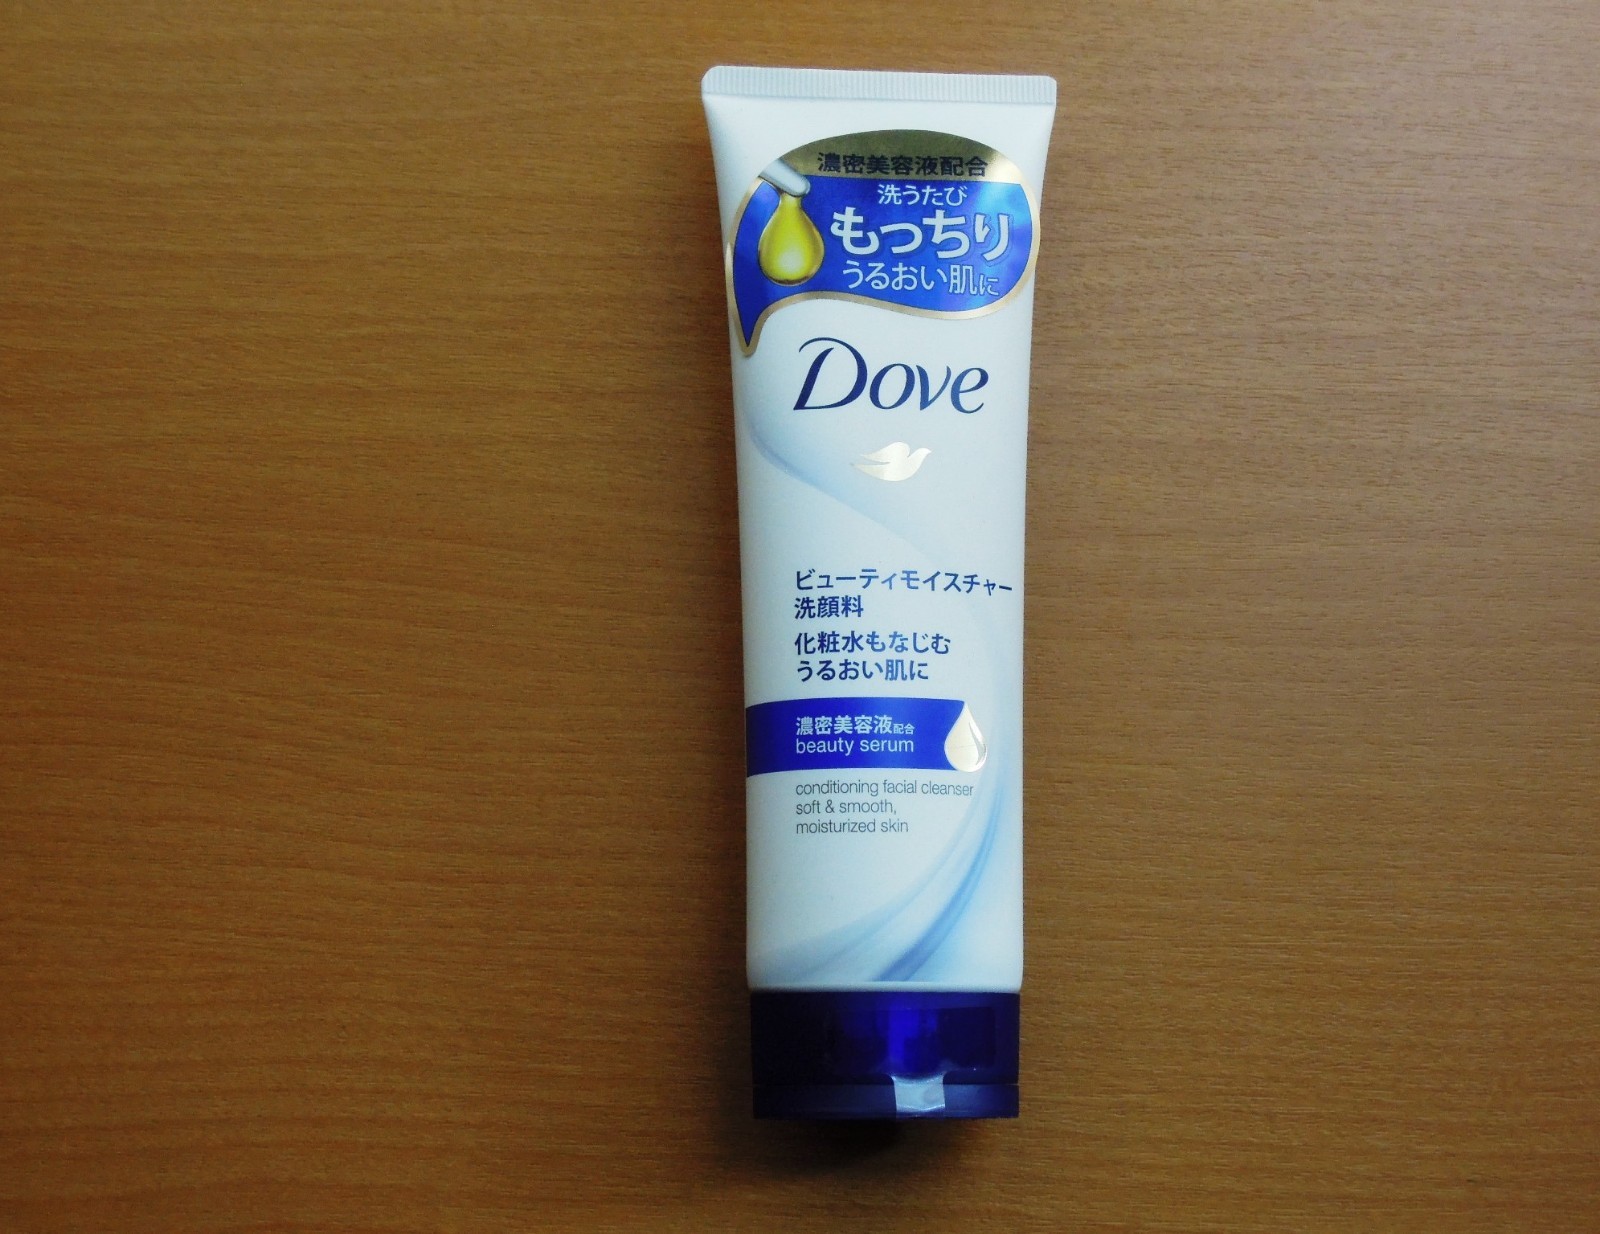 濃密美容液配合
洗うたび
もっちり
うるおい肌に
Dove
ビューティモイスチャー
洗顔料
化粧水もなじむ
うるおい肌に
濃密美容液配合
beauty serum
conditioning facial cleanser
soft & smooth,
moisturized skin